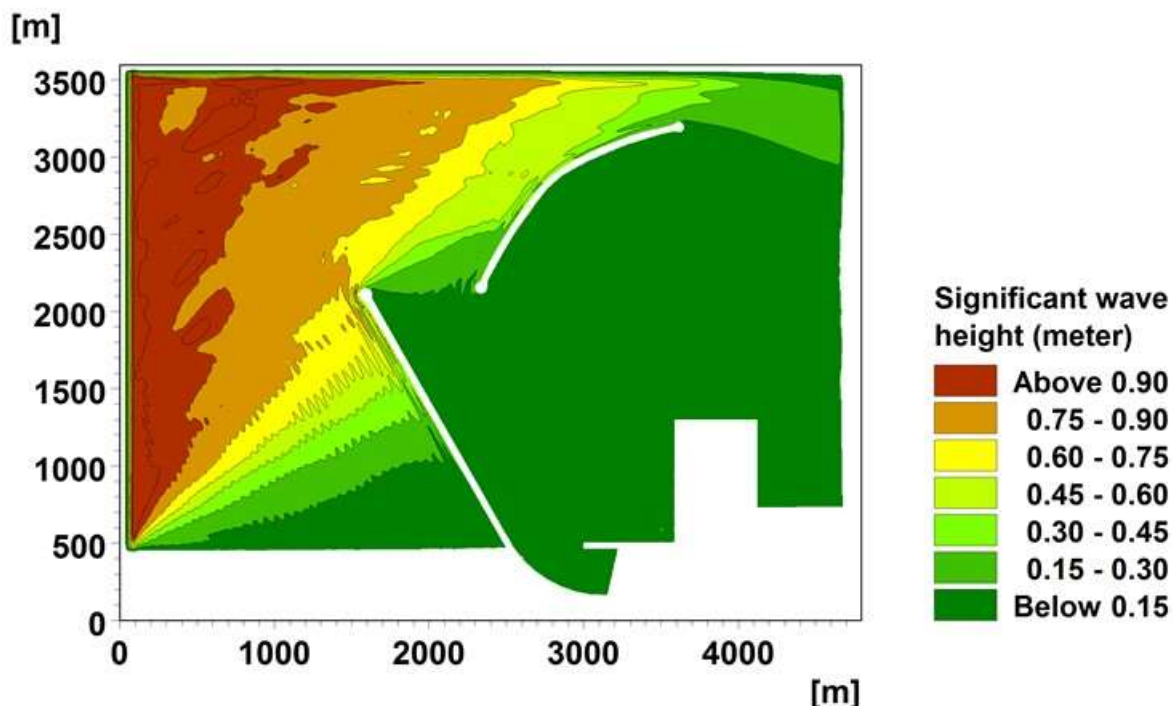 [m]
3500
3000
2500
2000
1500
1000
500
0
0 1000 2000 3000 4000
[m]
Significant wave
height (meter)
Above 0.90
0.75 - 0.90
0.60 - 0.75
0.45 - 0.60
0.30 - 0.45
0.15 - 0.30
Below 0.15